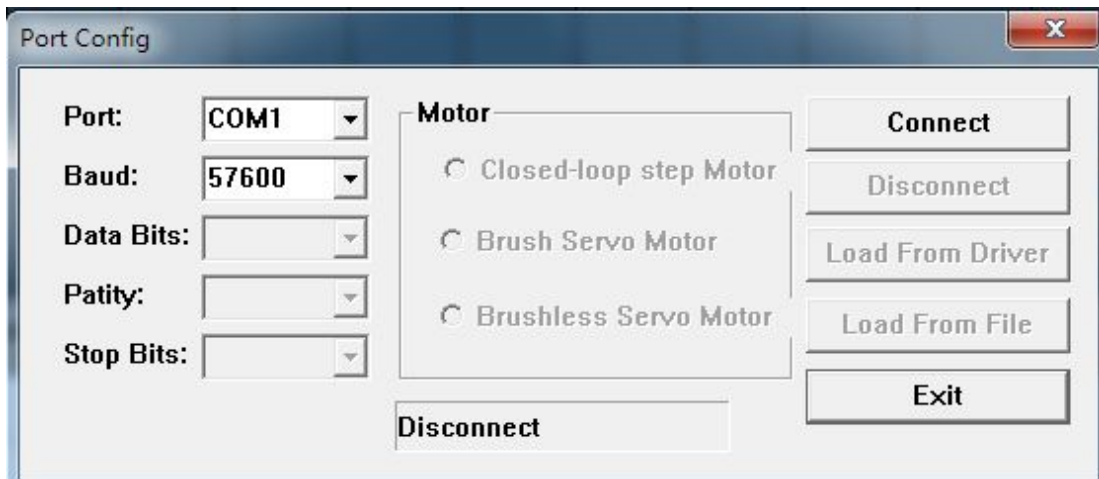 Port Config
Port: COM1
Baud: 57600
Data Bits:
Patity:
Stop Bits:
Motor
Closed-loop step Motor
Brush Servo Motor
Brushless Servo Motor
Disconnect
Connect
Disconnect
Load From Driver
Load From File
Exit